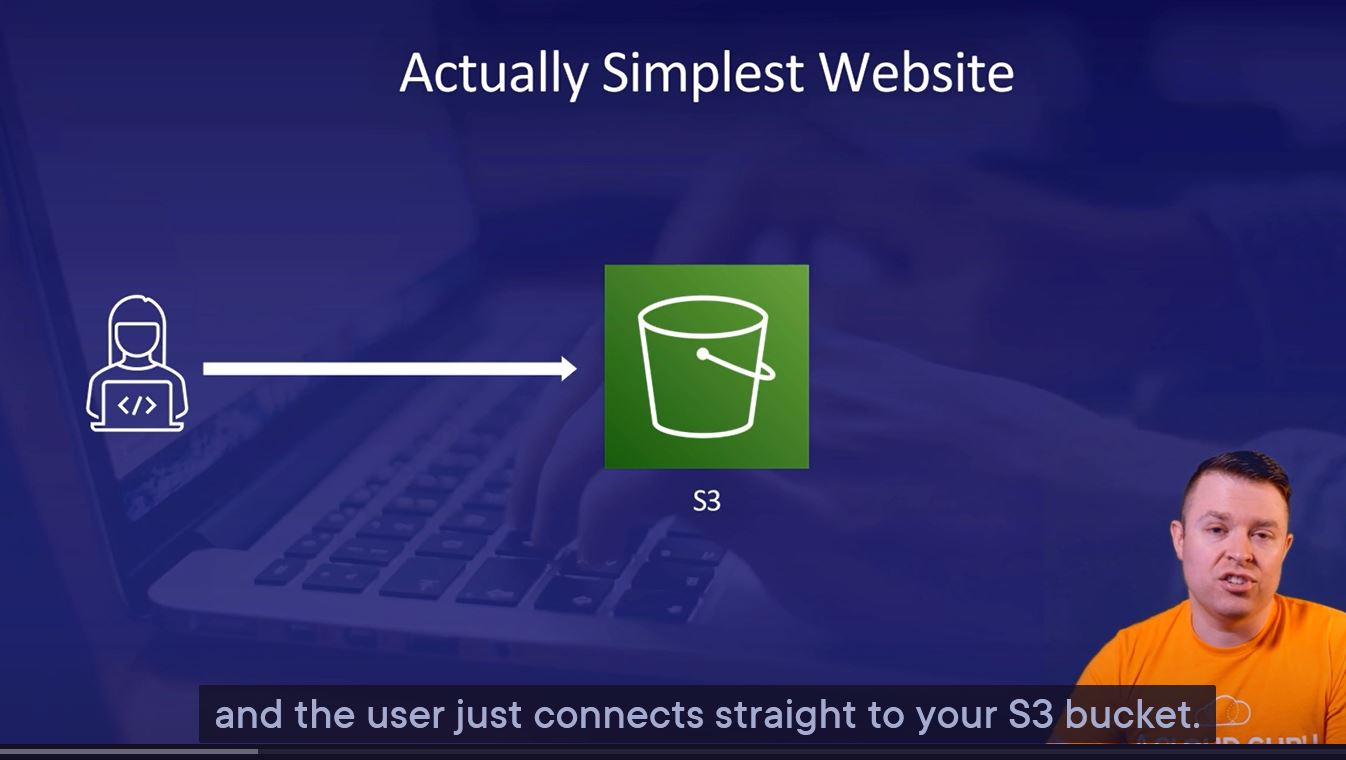 Actually Simplest Website
</>
S3
and the user just connects straight to your S3 bucket.
A CLOUD GURU